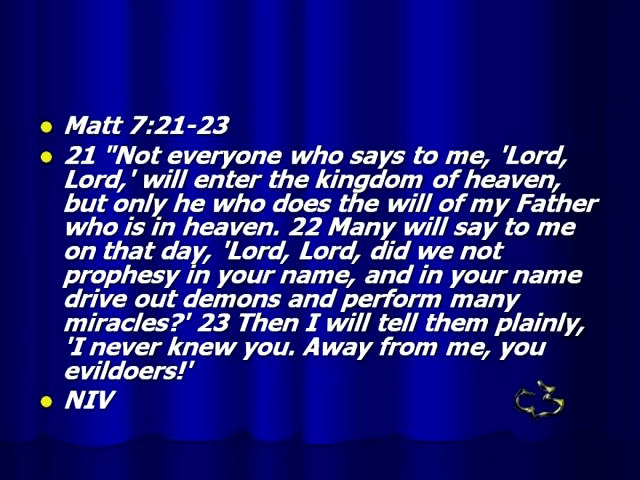 Matt 7:21-23
21 "Not everyone who says to me, 'Lord,
Lord,' will enter the kingdom of heaven,
but only he who does the will of my Father
who is in heaven. 22 Many will say to me
on that day, 'Lord, Lord, did we not
prophesy in your name, and in your name
drive out demons and perform many
miracles?' 23 Then I will tell them plainly,
'I never knew you. Away from me, you
evildoers!'
NIV